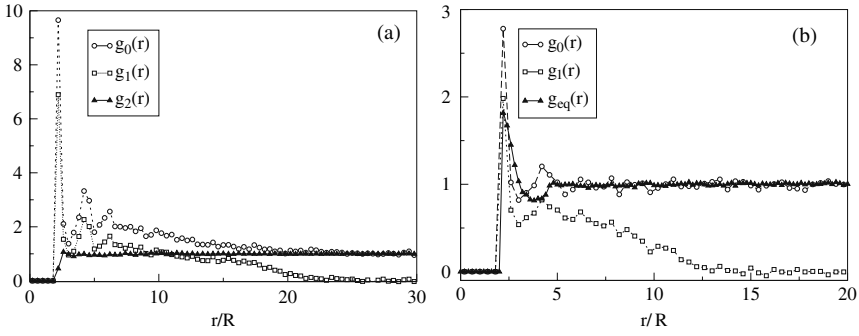 10
8
6
4
2
0
0 10 20 30
r/R
(a)
g0(r)
g1(r)
g2(r)
3
2
1
0
0 5 10 15 20
r/R
(b)
g0(r)
g1(r)
geq(r)